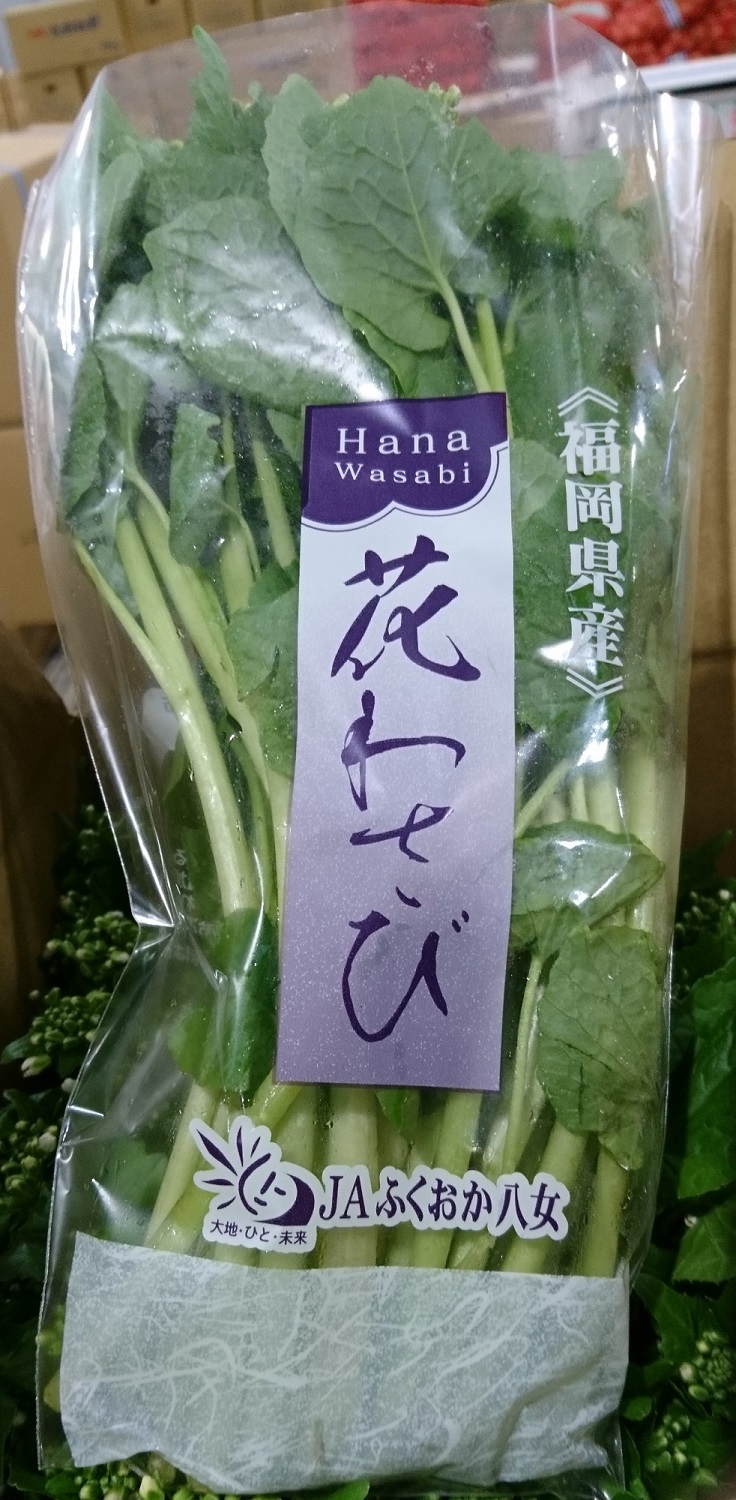 Hana
Wasabi
花わさび
《福岡県産》
JAふくおか八女
大地・ひと・未来